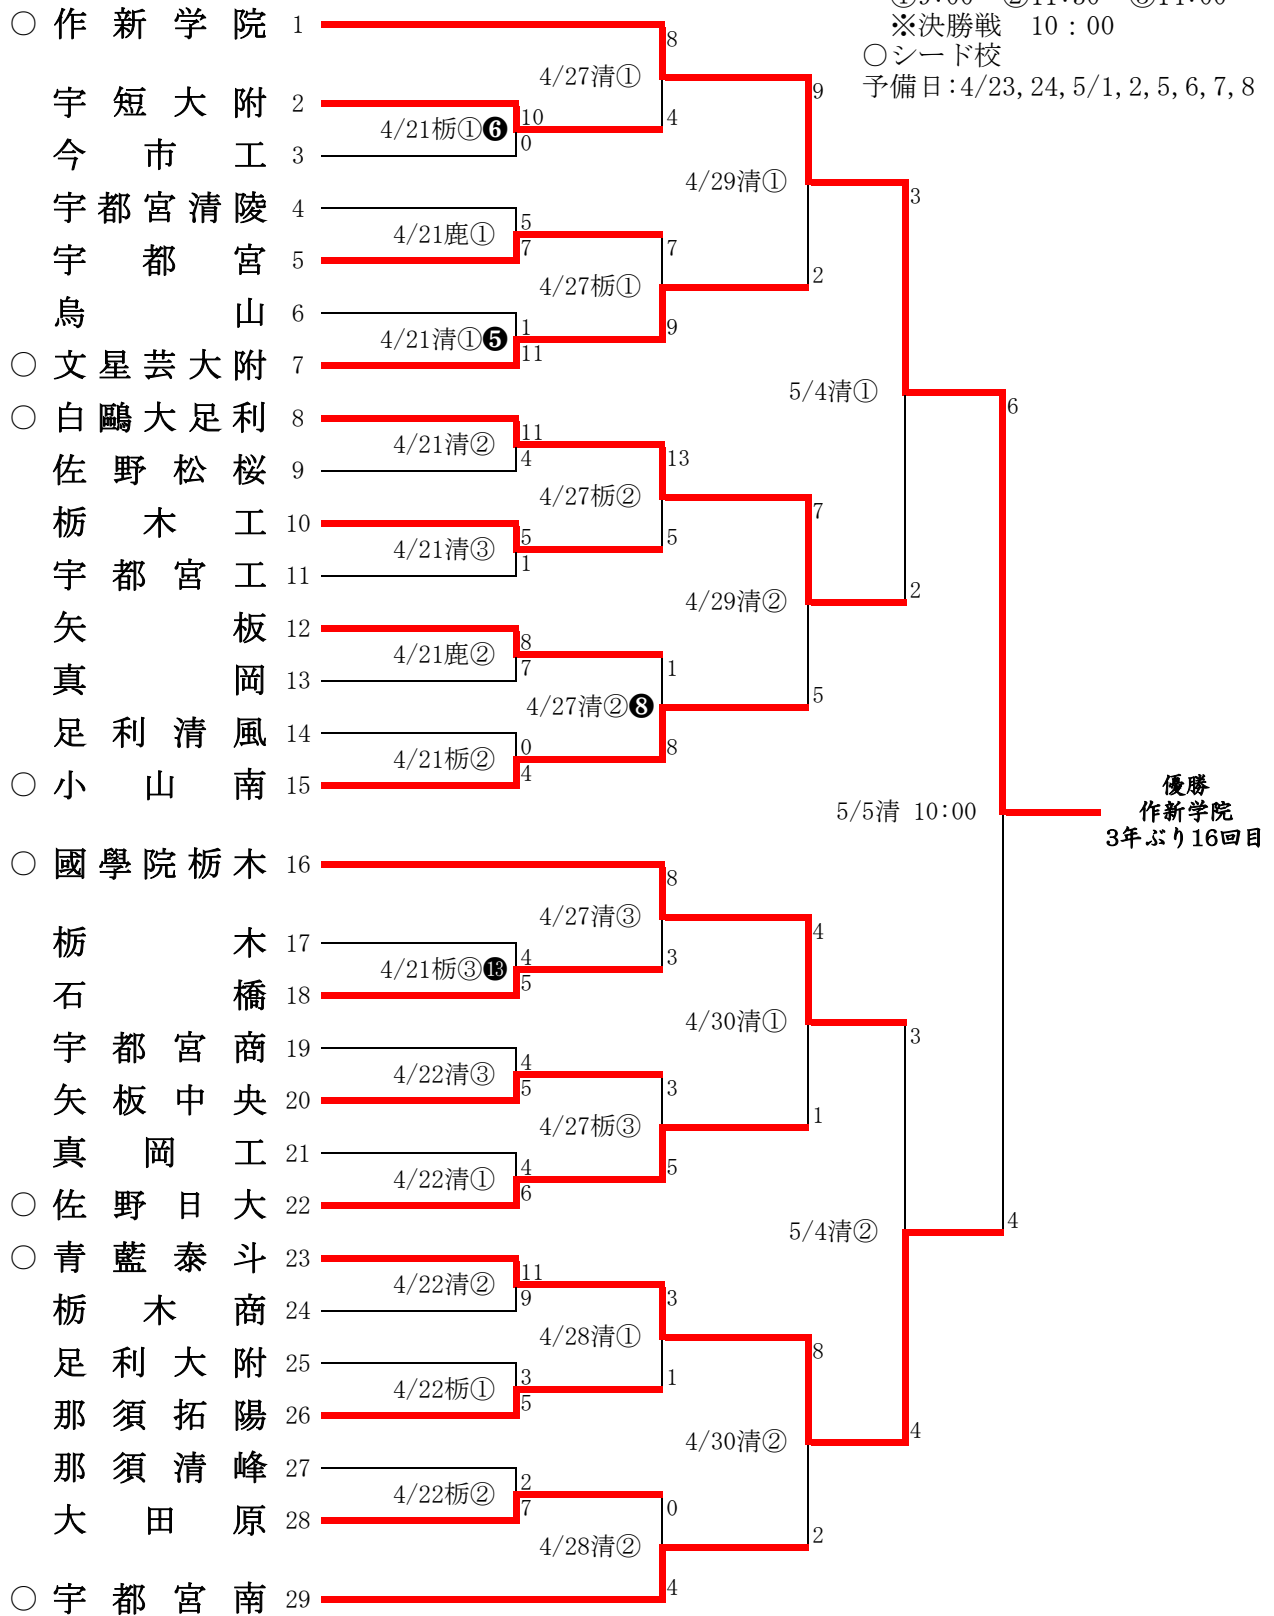 ①9:00 ②11:30 ③14:00
※決勝戦 10：00
○シード校
予備日：4/23,24,5/1,2,5,6,7,8
○ 作新学院 1
8
4/27清①
9
宇短大附 2
10
4
4/21栃①❻
0
今市工 3
4/29清①
3
宇都宮清陵 4
5
4/21鹿①
7
7
宇都宮 5
4/27栃①
2
烏山 6
1
9
4/21清①❺
11
○ 文星芸大附 7
5/4清①
6
○ 白鷗大足利 8
11
4/21清②
4
13
佐野松桜 9
4/27栃②
7
栃木工 10
5
5
4/21清③
1
宇都宮工 11
4/29清②
2
矢板 12
8
4/21鹿②
7
1
真岡 13
4/27清②❽
5
足利清風 14
0
8
4/21栃②
4
○ 小山南 15
5/5清 10:00
優勝
作新学院
3年ぶり16回目
○ 國學院栃木 16
8
4/27清③
4
栃木 17
4
3
4/21栃③⓭
5
石橋 18
4/30清①
3
宇都宮商 19
4
4/22清③
5
3
矢板中央 20
4/27栃③
1
真岡工 21
4
5
4/22清①
6
○ 佐野日大 22
5/4清②
4
○ 青藍泰斗 23
11
4/22清②
9
3
栃木商 24
4/28清①
8
足利大附 25
3
1
4/22栃①
5
那須拓陽 26
4/30清②
4
那須清峰 27
2
4/22栃②
7
0
大田原 28
4/28清②
2
4
○ 宇都宮南 29